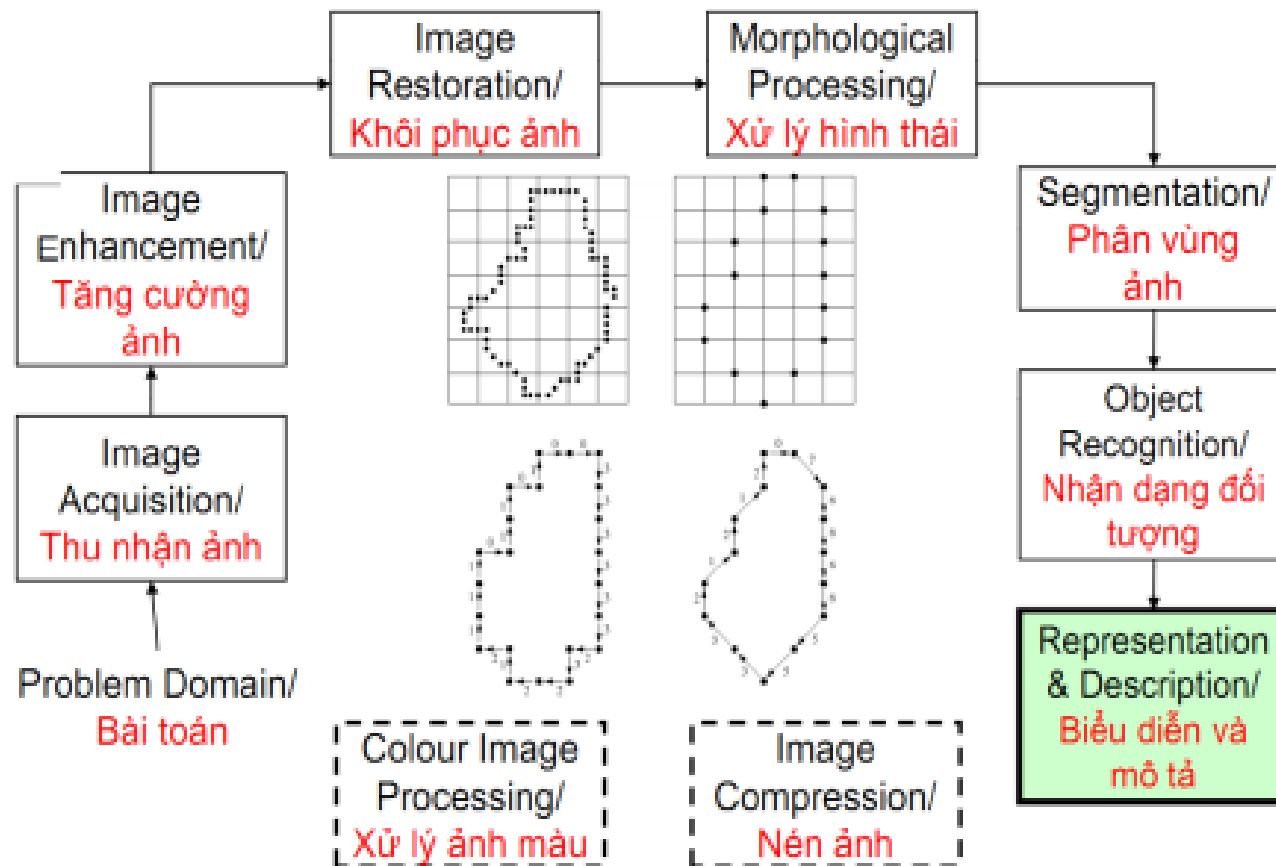 Image
Restoration/
Khôi phục ảnh
Morphological
Processing/
Xử lý hình thái
Image
Enhancement/
Tăng cường
ảnh
Segmentation/
Phân vùng
ảnh
Image
Acquisition/
Thu nhận ảnh
Object
Recognition/
Nhận dạng đối
tượng
Problem Domain/
Bài toán
Representation
& Description/
Biểu diễn và
mô tả
Colour Image
Processing/
Xử lý ảnh màu
Image
Compression/
Nén ảnh